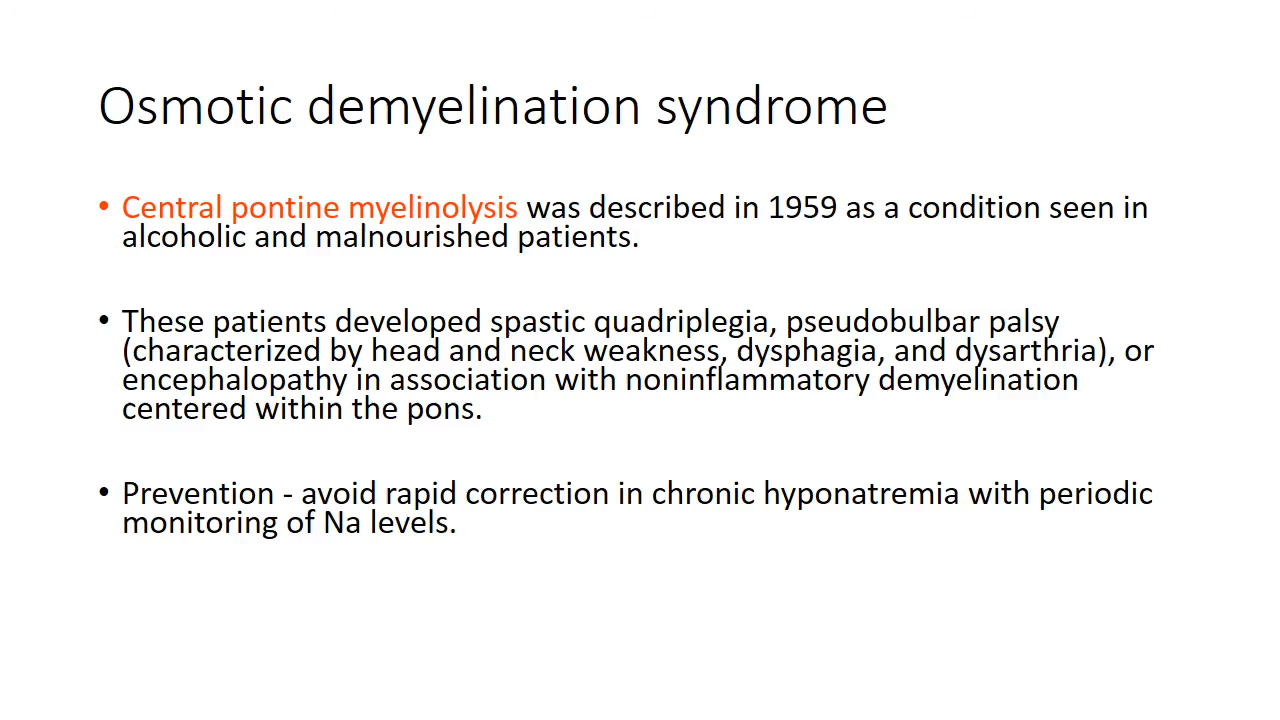 Osmotic demyelination syndrome
• Central pontine myelinolysis was described in 1959 as a condition seen in
alcoholic and malnourished patients.
• These patients developed spastic quadriplegia, pseudobulbar palsy
(characterized by head and neck weakness, dysphagia, and dysarthria), or
encephalopathy in association with noninflammatory demyelination
centered within the pons.
• Prevention - avoid rapid correction in chronic hyponatremia with periodic
monitoring of Na levels.